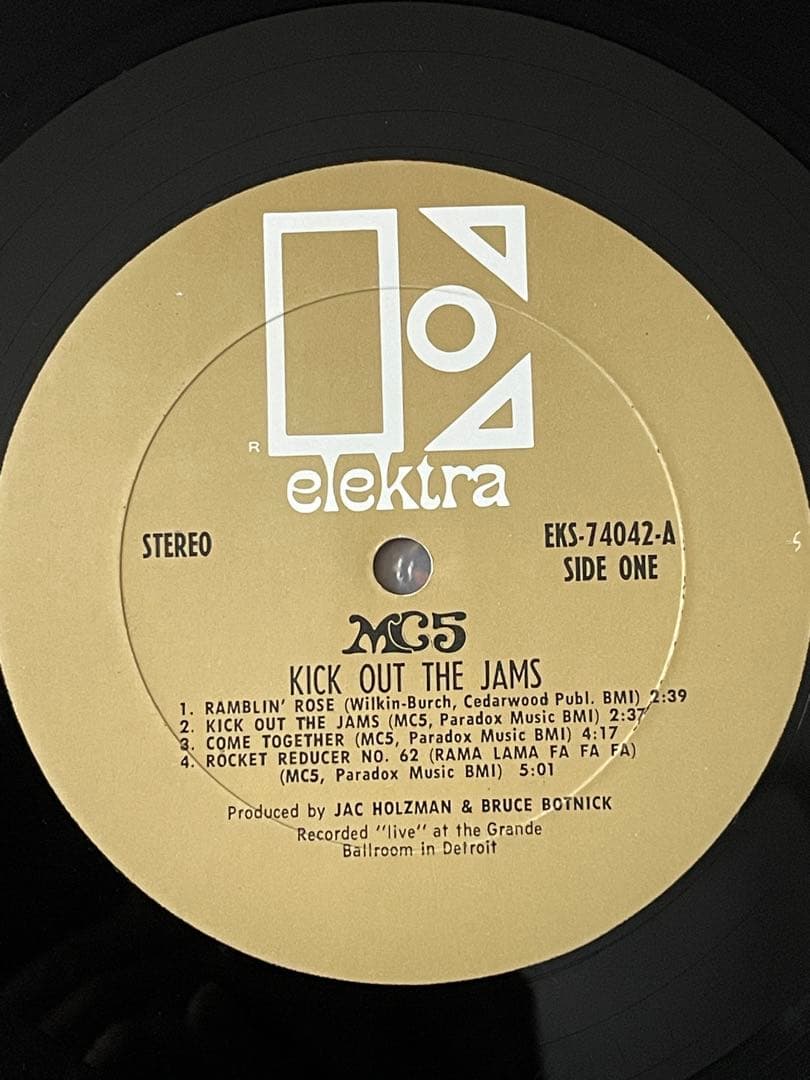 R
elektra
STEREO
EKS-74042-A
SIDE ONE
MC5
KICK OUT THE JAMS
1. RAMBLIN' ROSE (Wilkin-Burch, Cedarwood Publ. BMI) 2:39
2. KICK OUT THE JAMS (MC5, Paradox Music BMI) 2:37
3. COME TOGETHER (MC5, Paradox Music BMI) 4:17
4. ROCKET REDUCER NO. 62 (RAMA LAMA FA FA FA)
(MC5, Paradox Music BMI) 5:01
Produced by JAC HOLZMAN & BRUCE BOTNICK
Recorded "live" at the Grande
Ballroom in Detroit